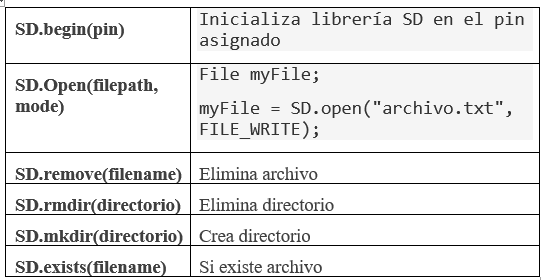 SD.begin(pin)
Inicializa librería SD en el pin
asignado
SD.Open(filepath,
mode)
File myFile;
myFile = SD.open("archivo.txt",
FILE_WRITE);
SD.remove(filename)
Elimina archivo
SD.rmdir(directorio)
Elimina directorio
SD.mkdir(directorio)
Crea directorio
SD.exists(filename)
Si existe archivo